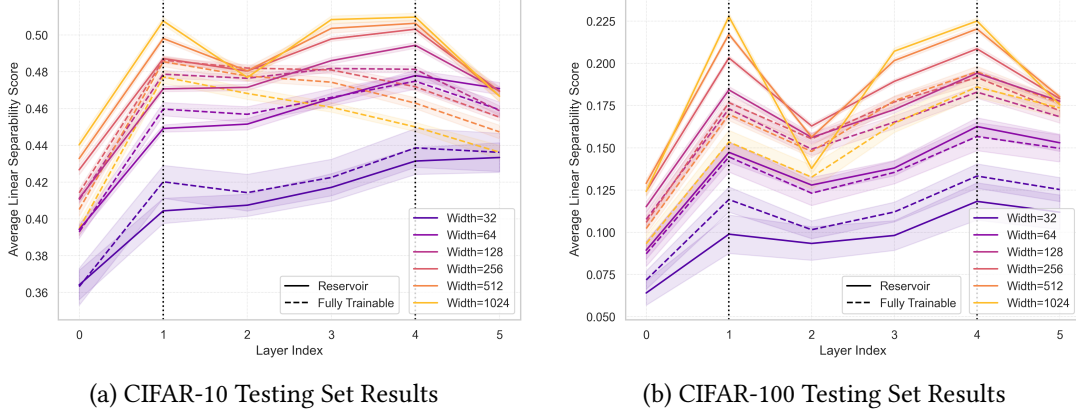 Average Linear Separability Score
0.50
0.48
0.46
0.44
0.42
0.40
0.38
0.36
Reservoir
Fully Trainable
Width=32
Width=64
Width=128
Width=256
Width=512
Width=1024
0 1 2 3 4 5
Layer Index
(a) CIFAR-10 Testing Set Results
Average Linear Separability Score
0.225
0.200
0.175
0.150
0.125
0.100
0.075
0.050
Reservoir
Fully Trainable
Width=32
Width=64
Width=128
Width=256
Width=512
Width=1024
0 1 2 3 4 5
Layer Index
(b) CIFAR-100 Testing Set Results